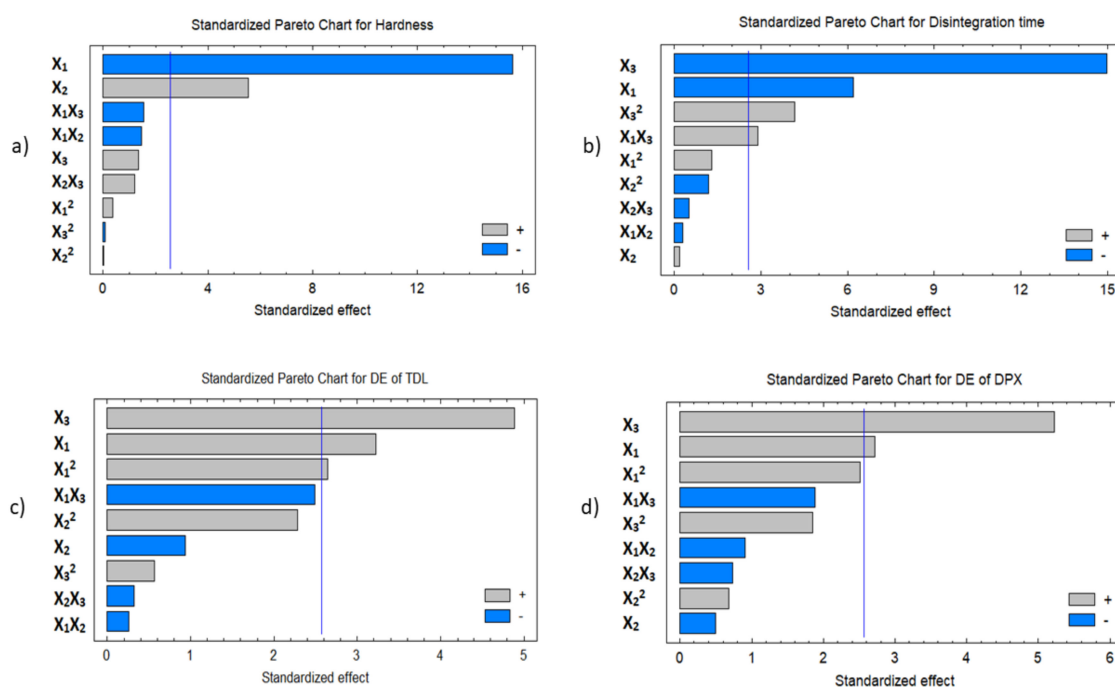 a)
Standardized Pareto Chart for Hardness
X₁
X₂
X₁X₃
X₁X₂
X₃
X₂X₃
X₁²
X₃²
X₂²
+
-
0 4 8 12 16
Standardized effect
b)
Standardized Pareto Chart for Disintegration time
X₃
X₁
X₃²
X₁X₃
X₁²
X₂²
X₂X₃
X₁X₂
X₂
+
-
0 3 6 9 12 15
Standardized effect
c)
Standardized Pareto Chart for DE of TDL
X₃
X₁
X₁²
X₁X₃
X₂²
X₂
X₃²
X₂X₃
X₁X₂
+
-
0 1 2 3 4 5
Standardized effect
d)
Standardized Pareto Chart for DE of DPX
X₃
X₁
X₁²
X₁X₃
X₃²
X₁X₂
X₂X₃
X₂²
X₂
+
-
0 1 2 3 4 5 6
Standardized effect